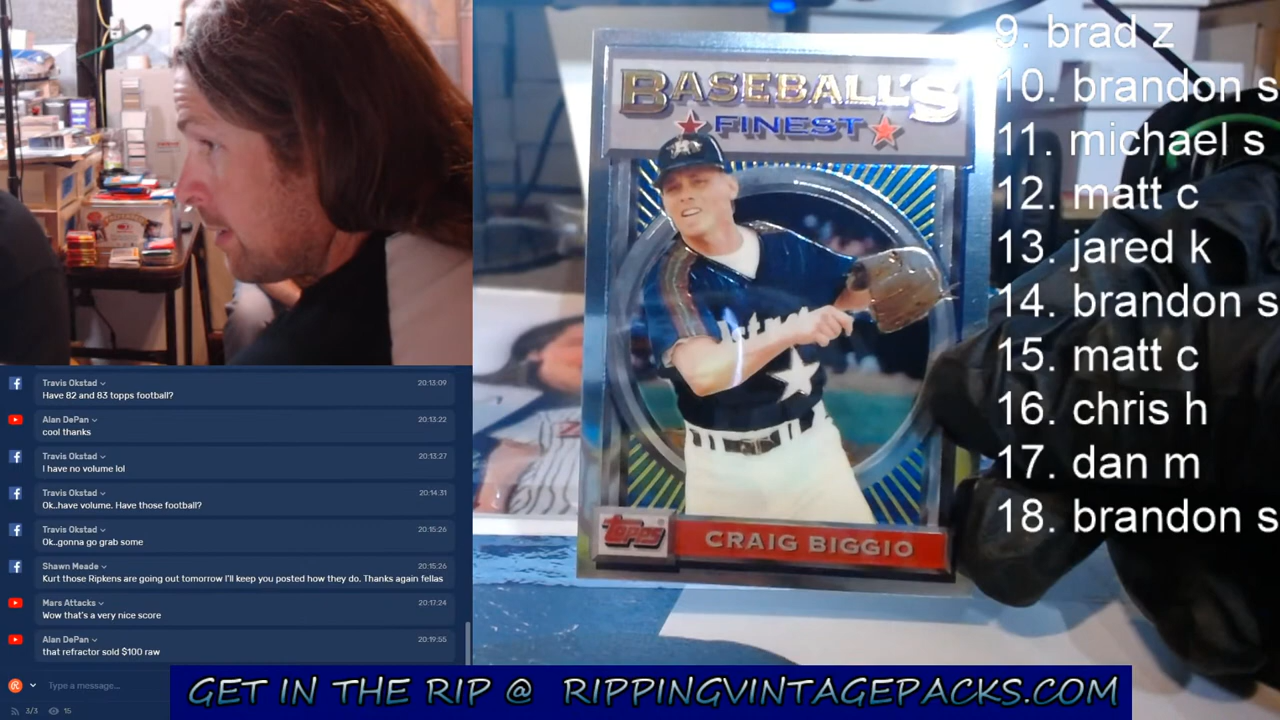 BASEBALL'S
FINEST
Astros
TOPPS
CRAIG BIGGIO
9. brad z
10. brandon s
11. michael s
12. matt c
13. jared k
14. brandon s
15. matt c
16. chris h
17. dan m
18. brandon s
Travis Okstad 20:13:09
Have 82 and 83 topps football?
Alan DePan 20:13:22
cool thanks
Travis Okstad 20:13:27
I have no volume lol
Travis Okstad 20:14:31
Ok..have volume. Have those football?
Travis Okstad 20:15:26
Ok..gonna go grab some
Shawn Meade 20:15:26
Kurt those Ripkens are going out tomorrow I'll keep you posted how they do. Thanks again fellas
Mars Attacks 20:17:24
Wow that's a very nice score
Alan DePan 20:19:55
that refractor sold $100 raw
Type a message...
3/3 15
GET IN THE RIP @ RIPPINGVINTAGEPACKS.COM